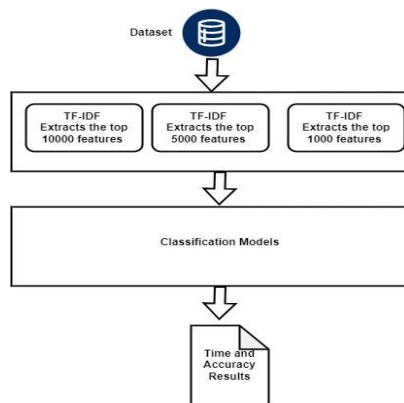 Dataset
TF-IDF
Extracts the top
10000 features
TF-IDF
Extracts the top
5000 features
TF-IDF
Extracts the top
1000 features
Classification Models
Time and
Accuracy
Results